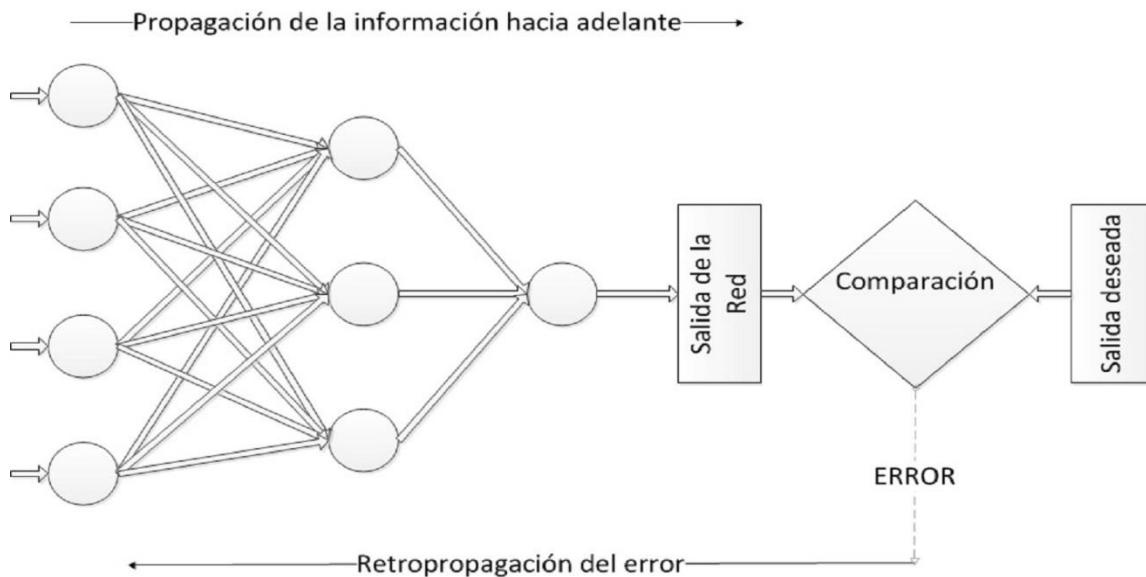 Propagación de la información hacia adelante
Salida de la
Red
Comparación
Salida deseada
ERROR
Retropropagación del error